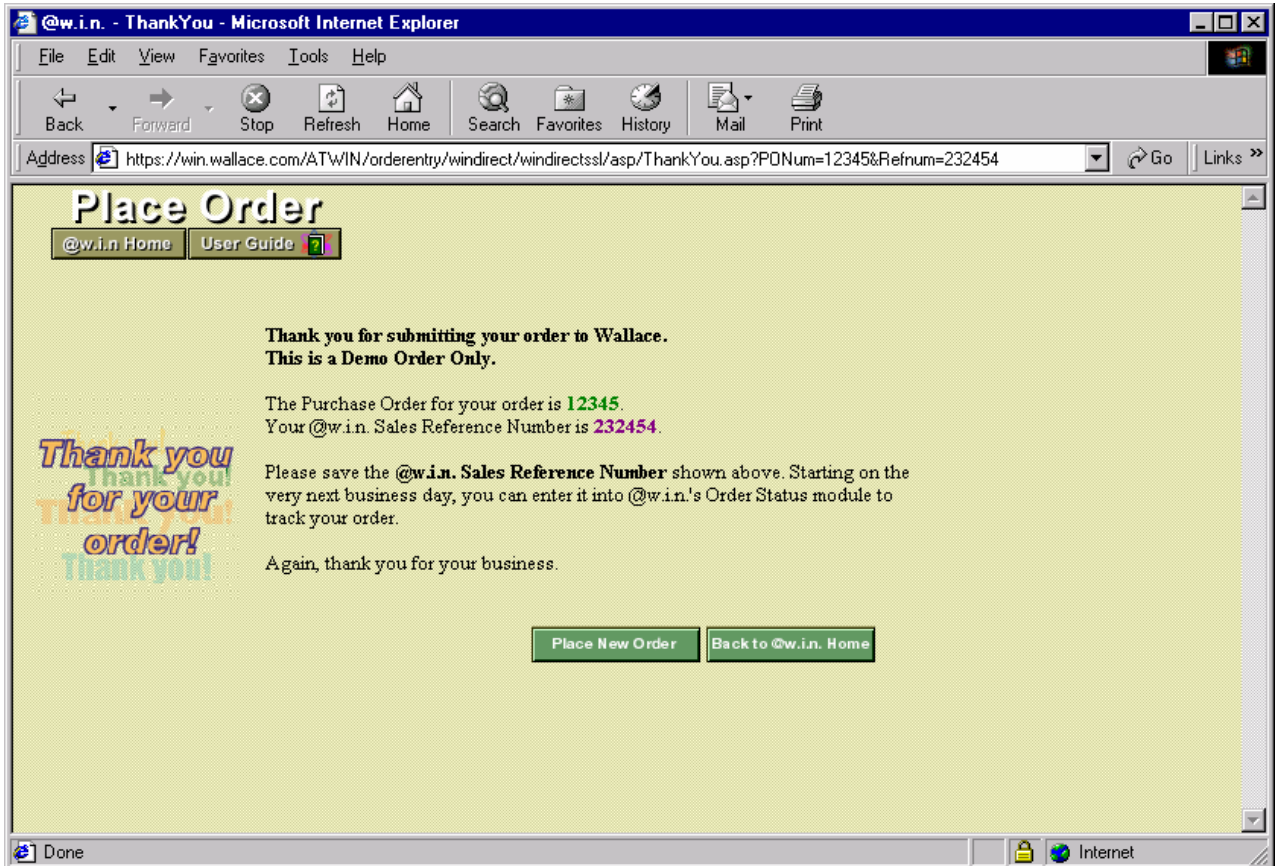 @w.i.n. - ThankYou - Microsoft Internet Explorer
File Edit View Favorites Tools Help
Back Forward Stop Refresh Home Search Favorites History Mail Print
Address https://win.wallace.com/ATWIN/orderentry/windirect/windirectssl/asp/ThankYou.asp?PONum=12345&Refnum=232454 Go Links »
Place Order
@w.i.n Home User Guide ?
Thank you for submitting your order to Wallace.
This is a Demo Order Only.
The Purchase Order for your order is 12345.
Your @w.i.n. Sales Reference Number is 232454.
Thank you
Thank you!
for your
Thank you!
order!
Thank you!
Please save the @w.i.n. Sales Reference Number shown above. Starting on the
very next business day, you can enter it into @w.i.n.'s Order Status module to
track your order.
Again, thank you for your business.
Place New Order Back to @w.i.n. Home
Done Internet